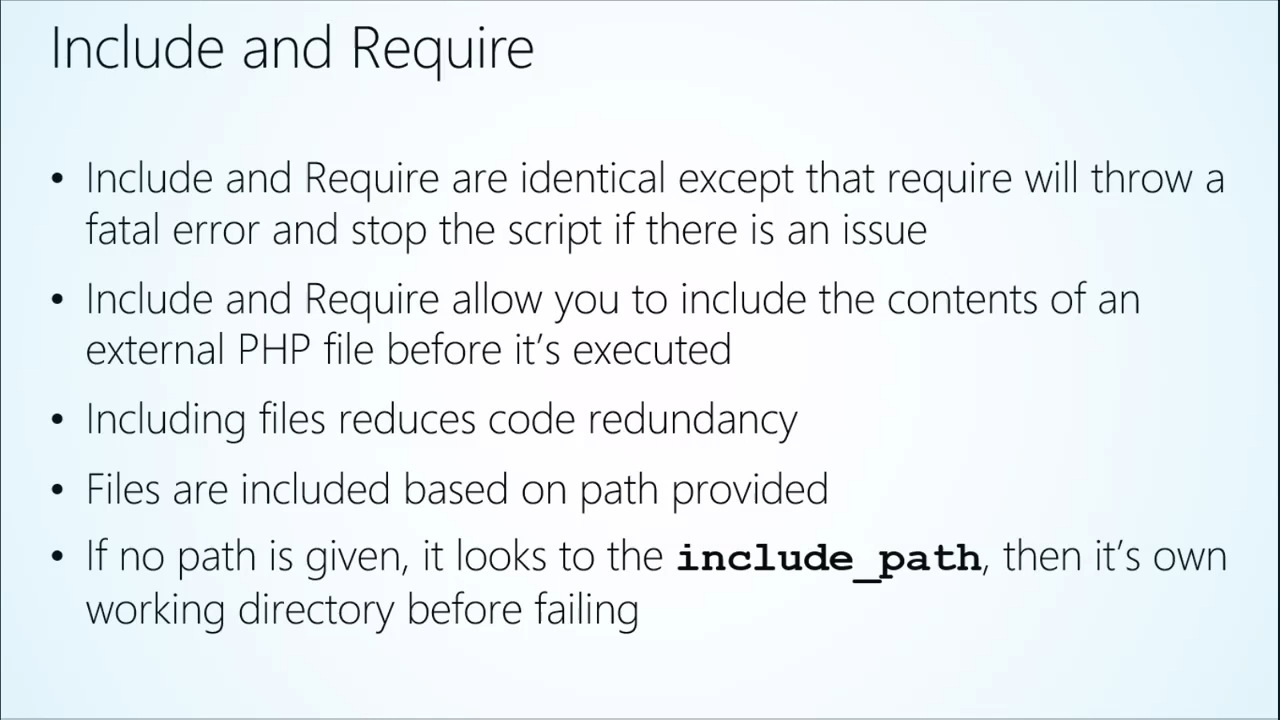 Include and Require
• Include and Require are identical except that require will throw a
fatal error and stop the script if there is an issue
• Include and Require allow you to include the contents of an
external PHP file before it’s executed
• Including files reduces code redundancy
• Files are included based on path provided
• If no path is given, it looks to the include_path, then it’s own
working directory before failing